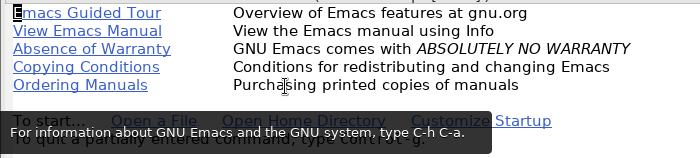 Emacs Guided Tour Overview of Emacs features at gnu.org
View Emacs Manual View the Emacs manual using Info
Absence of Warranty GNU Emacs comes with ABSOLUTELY NO WARRANTY
Copying Conditions Conditions for redistributing and changing Emacs
Ordering Manuals Purchasing printed copies of manuals
To start... Open a File Open Home Directory Customize Startup
For information about GNU Emacs and the GNU system, type C-h C-a.
To quit a partially entered command, type Control-g.